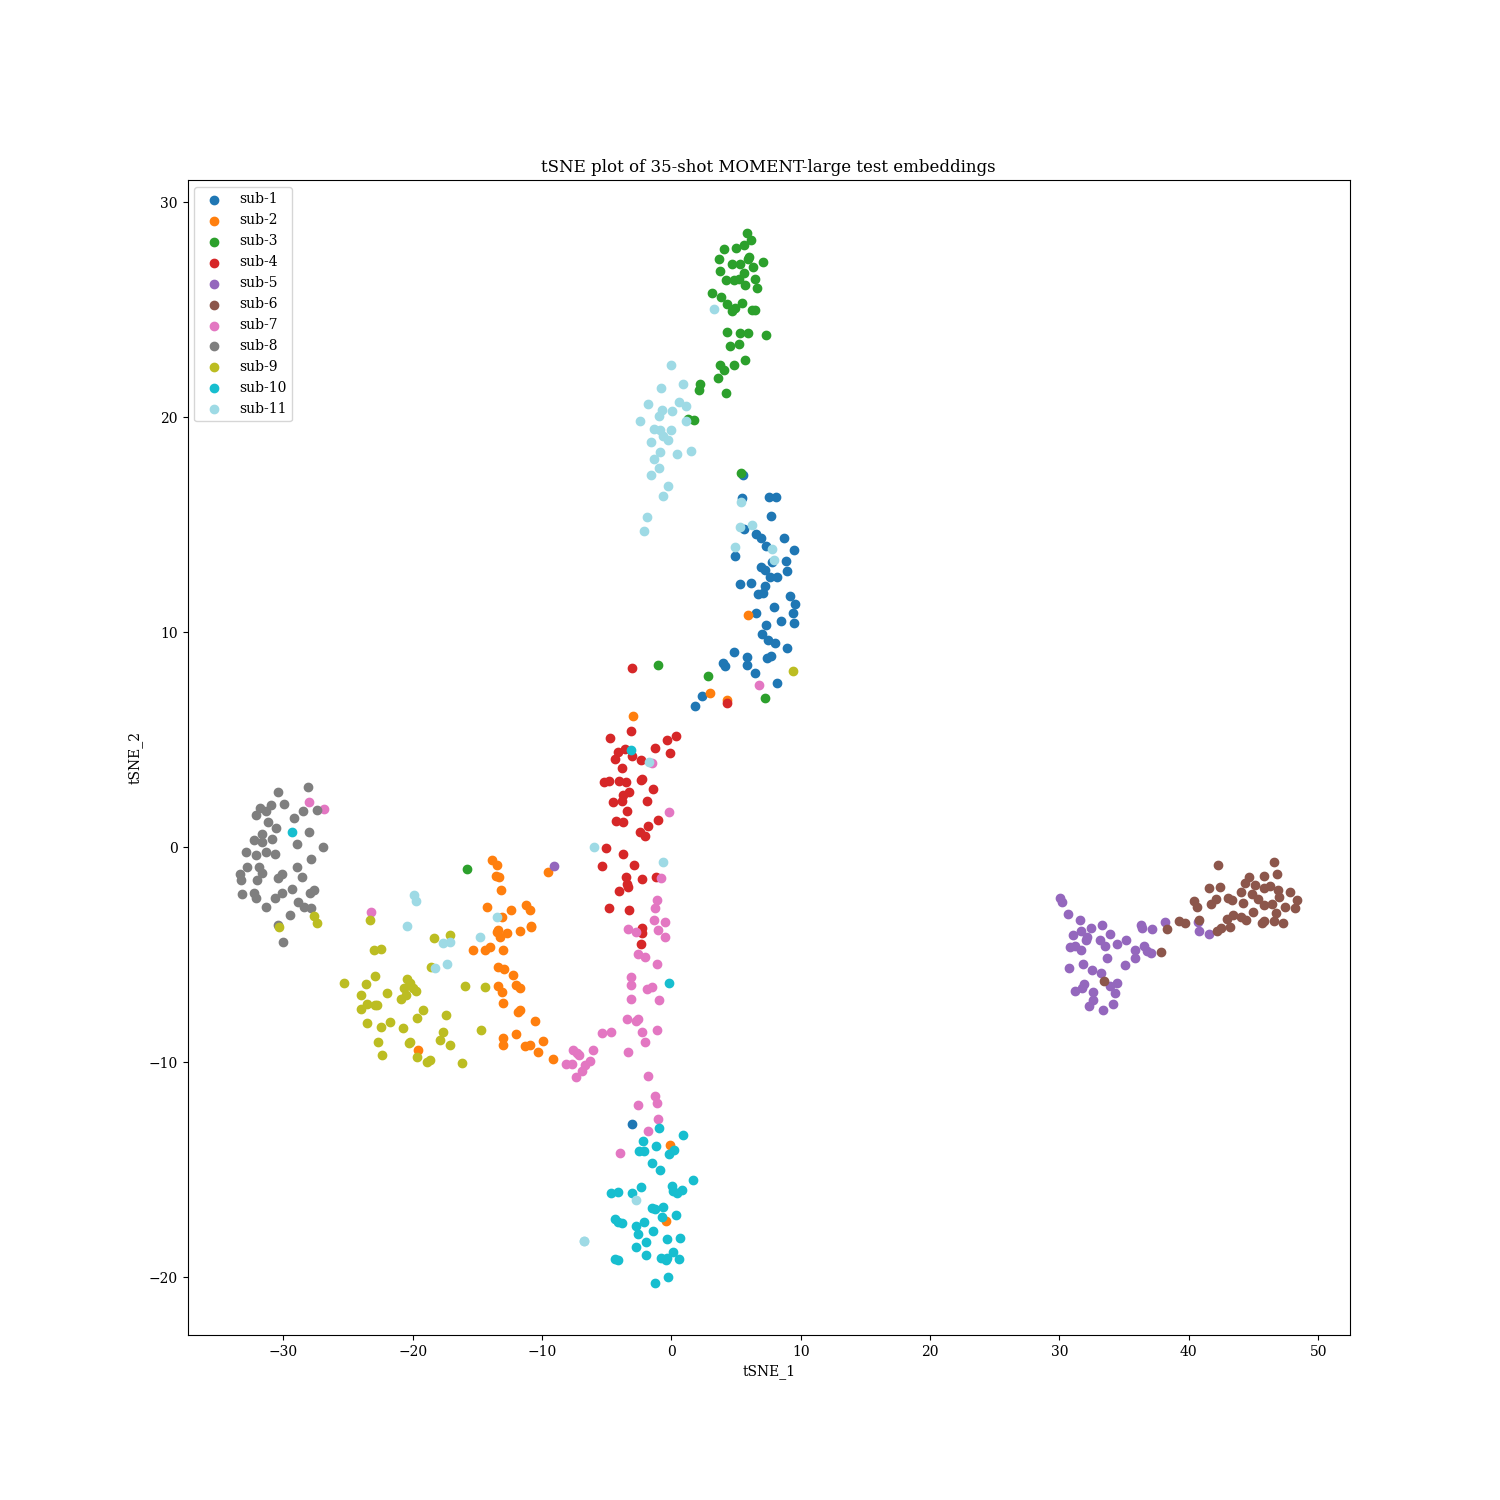 tSNE plot of 35-shot MOMENT-large test embeddings
sub-1
sub-2
sub-3
sub-4
sub-5
sub-6
sub-7
sub-8
sub-9
sub-10
sub-11
30
20
10
0
−10
−20
tSNE_2
−30
−20
−10
0
10
20
30
40
50
tSNE_1